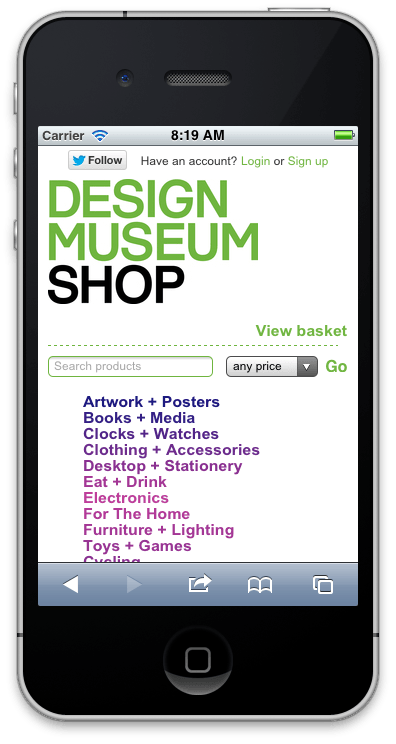 Carrier 8:19 AM
Follow Have an account? Login or Sign up
DESIGN
MUSEUM
SHOP
View basket
Search products any price Go
Artwork + Posters
Books + Media
Clocks + Watches
Clothing + Accessories
Desktop + Stationery
Eat + Drink
Electronics
For The Home
Furniture + Lighting
Toys + Games
Cycling